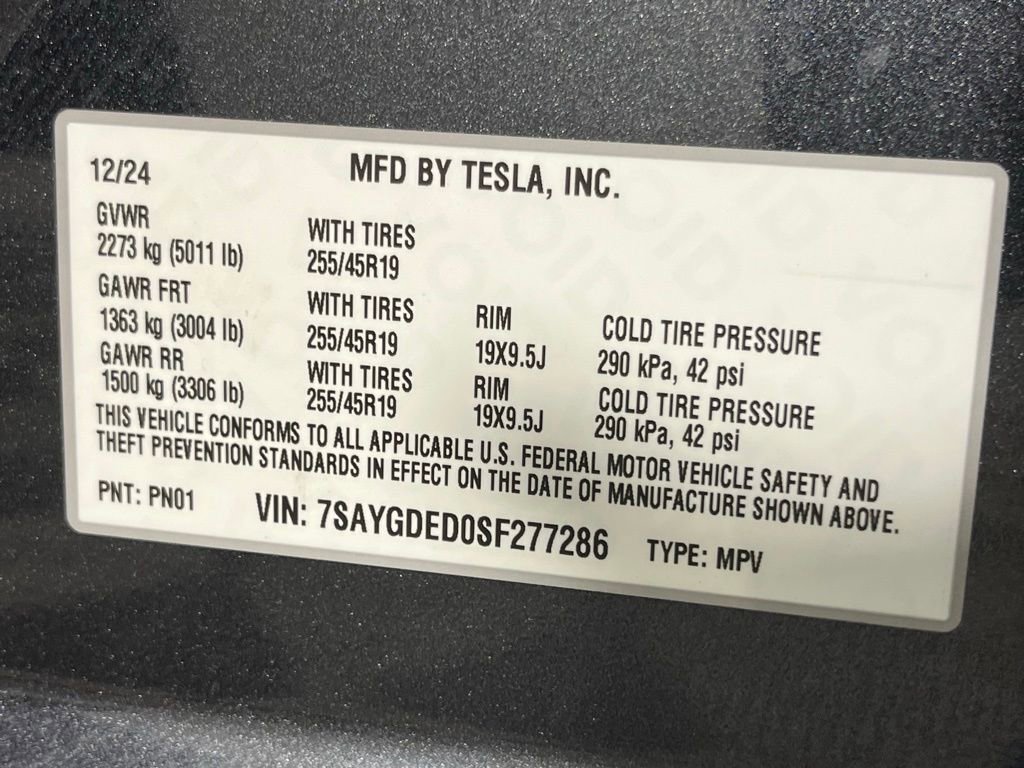 12/24 MFD BY TESLA, INC.
GVWR WITH TIRES
2273 kg (5011 lb) 255/45R19
GAWR FRT WITH TIRES RIM COLD TIRE PRESSURE
1363 kg (3004 lb) 255/45R19 19X9.5J 290 kPa, 42 psi
GAWR RR WITH TIRES RIM COLD TIRE PRESSURE
1500 kg (3306 lb) 255/45R19 19X9.5J 290 kPa, 42 psi
THIS VEHICLE CONFORMS TO ALL APPLICABLE U.S. FEDERAL MOTOR VEHICLE SAFETY AND
THEFT PREVENTION STANDARDS IN EFFECT ON THE DATE OF MANUFACTURE SHOWN ABOVE.
PNT: PN01 VIN: 7SAYGDED0SF277286 TYPE: MPV